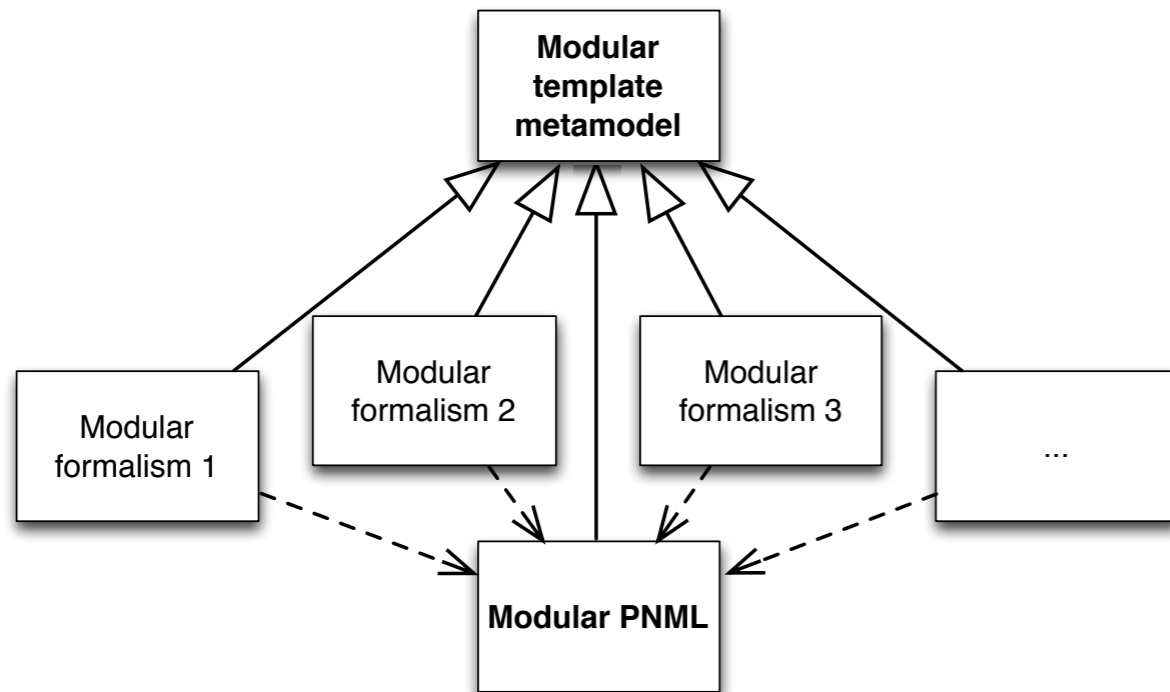 Modular
template
metamodel
Modular
formalism 2
Modular
formalism 3
Modular
formalism 1
...
Modular PNML